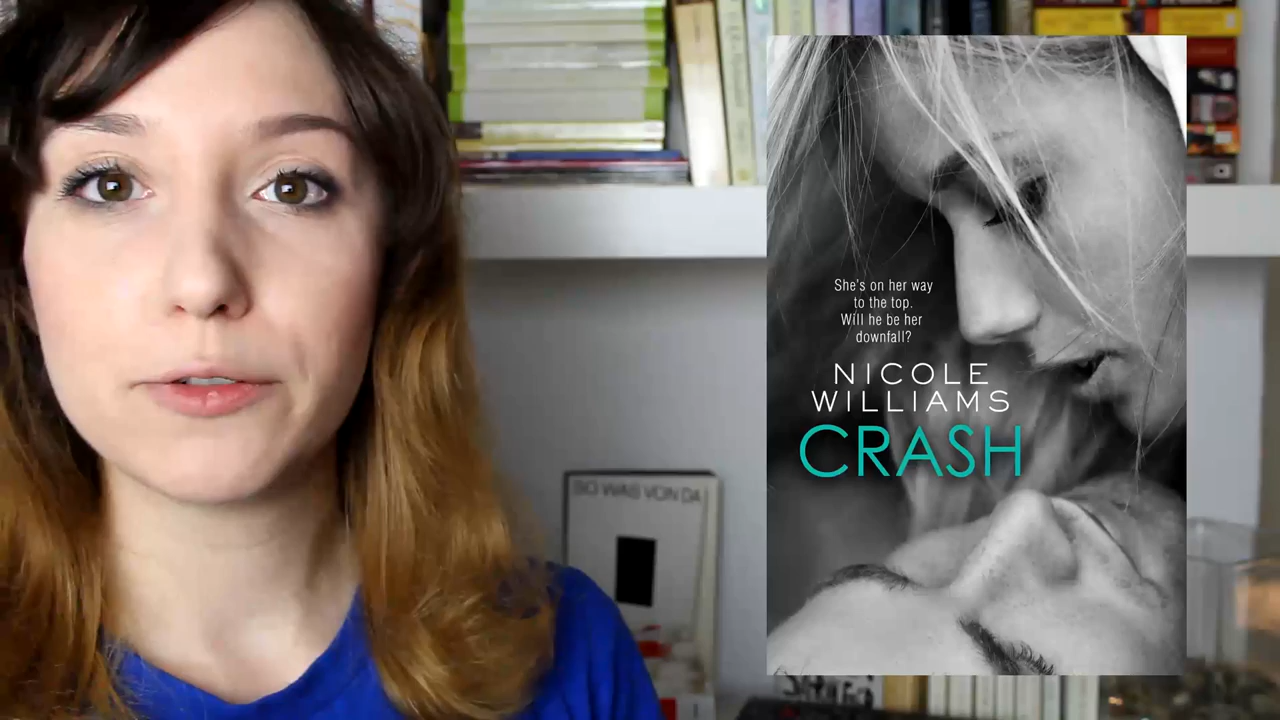 She's on her way
to the top.
Will he be her
downfall?
NICOLE
WILLIAMS
CRASH
SO WAS VON DA